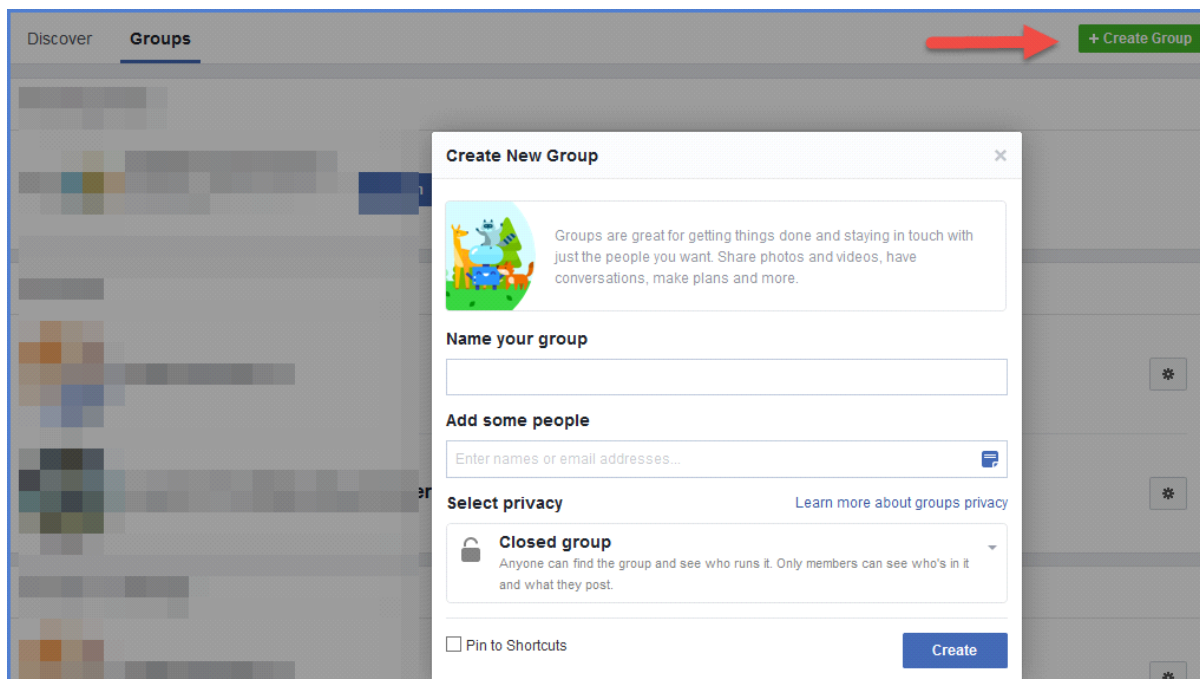 Discover Groups + Create Group
Create New Group
Groups are great for getting things done and staying in touch with
just the people you want. Share photos and videos, have
conversations, make plans and more.
Name your group
Add some people
Enter names or email addresses...
Select privacy Learn more about groups privacy
Closed group
Anyone can find the group and see who runs it. Only members can see who's in it
and what they post.
Pin to Shortcuts Create